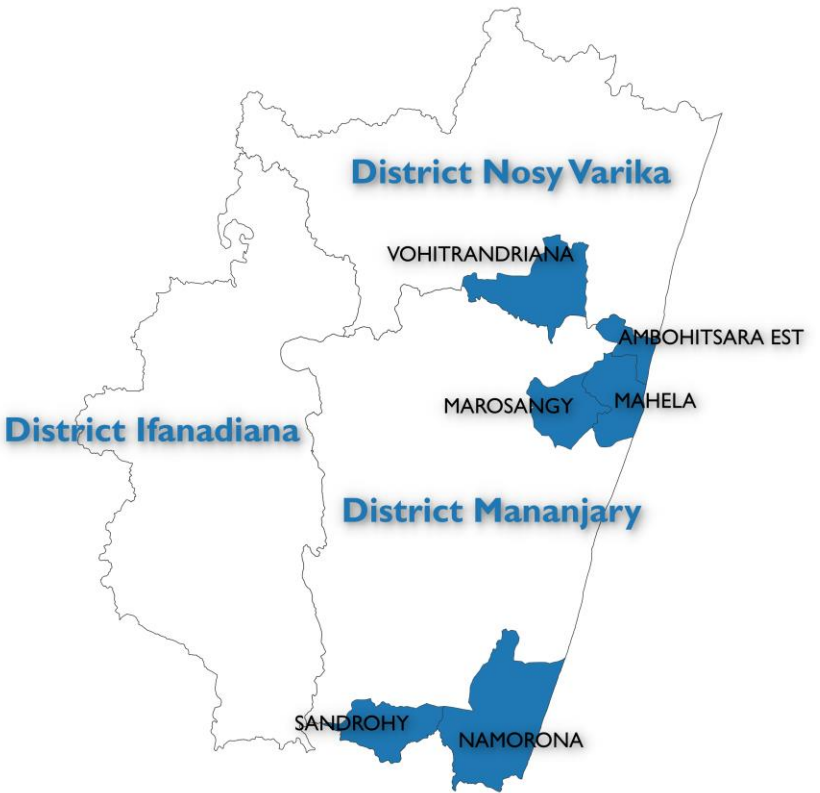 District Nosy Varika
VOHITRANDRIANA
AMBOHITSARA EST
MAROSANGY
MAHELA
District Ifanadiana
District Mananjary
SANDROHY
NAMORONA